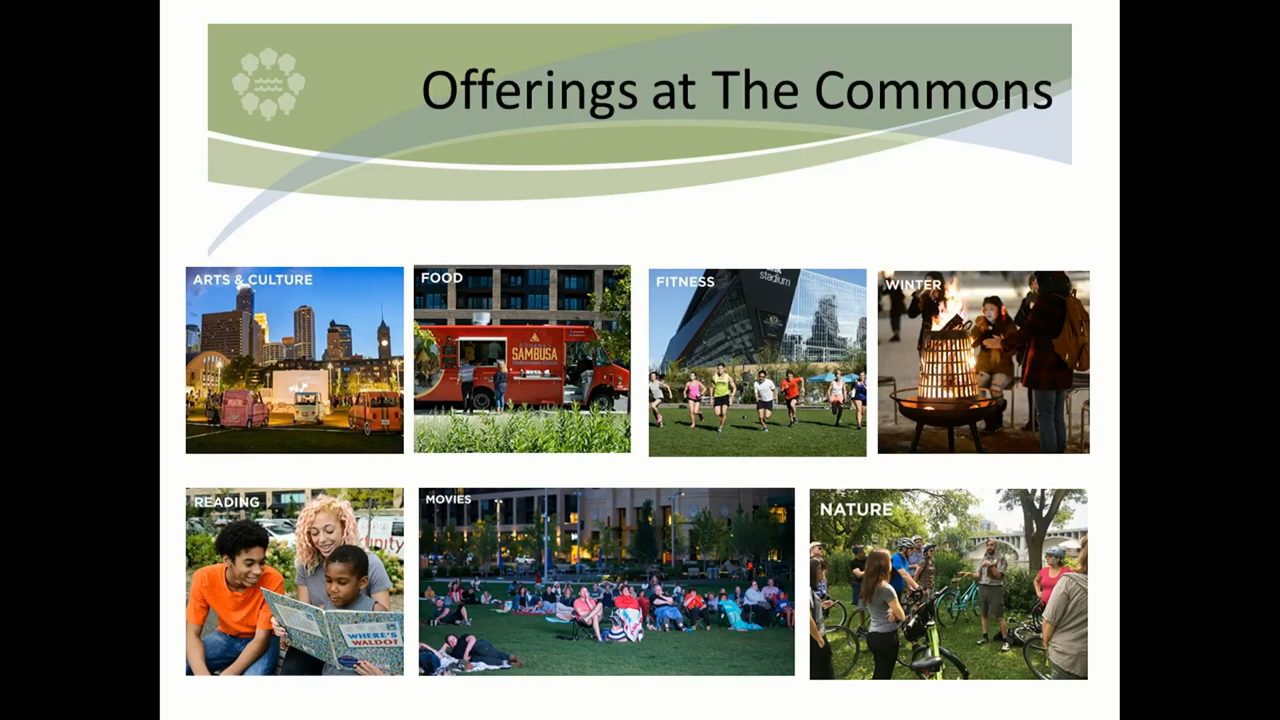 Offerings at The Commons
ARTS & CULTURE
FOOD
SAMBUSA
FITNESS
stadium
WINTER
READING
WHERE'S
WALDO?
MOVIES
NATURE